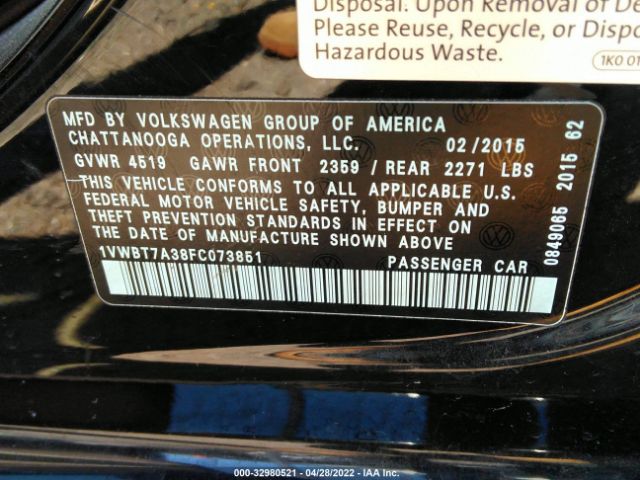 Disposal. Upon Removal of De
Please Reuse, Recycle, or Dispo
Hazardous Waste.
1K0 01
MFD BY VOLKSWAGEN GROUP OF AMERICA
CHATTANOOGA OPERATIONS, LLC. 02/2015
GVWR 4519 GAWR FRONT 2359 / REAR 2271 LBS
THIS VEHICLE CONFORMS TO ALL APPLICABLE U.S.
FEDERAL MOTOR VEHICLE SAFETY, BUMPER AND
THEFT PREVENTION STANDARDS IN EFFECT ON
THE DATE OF MANUFACTURE SHOWN ABOVE
1VWBT7A38FC073851 PASSENGER CAR
0849065 2015 62
000-32980521 - 04/28/2022 - IAA Inc.